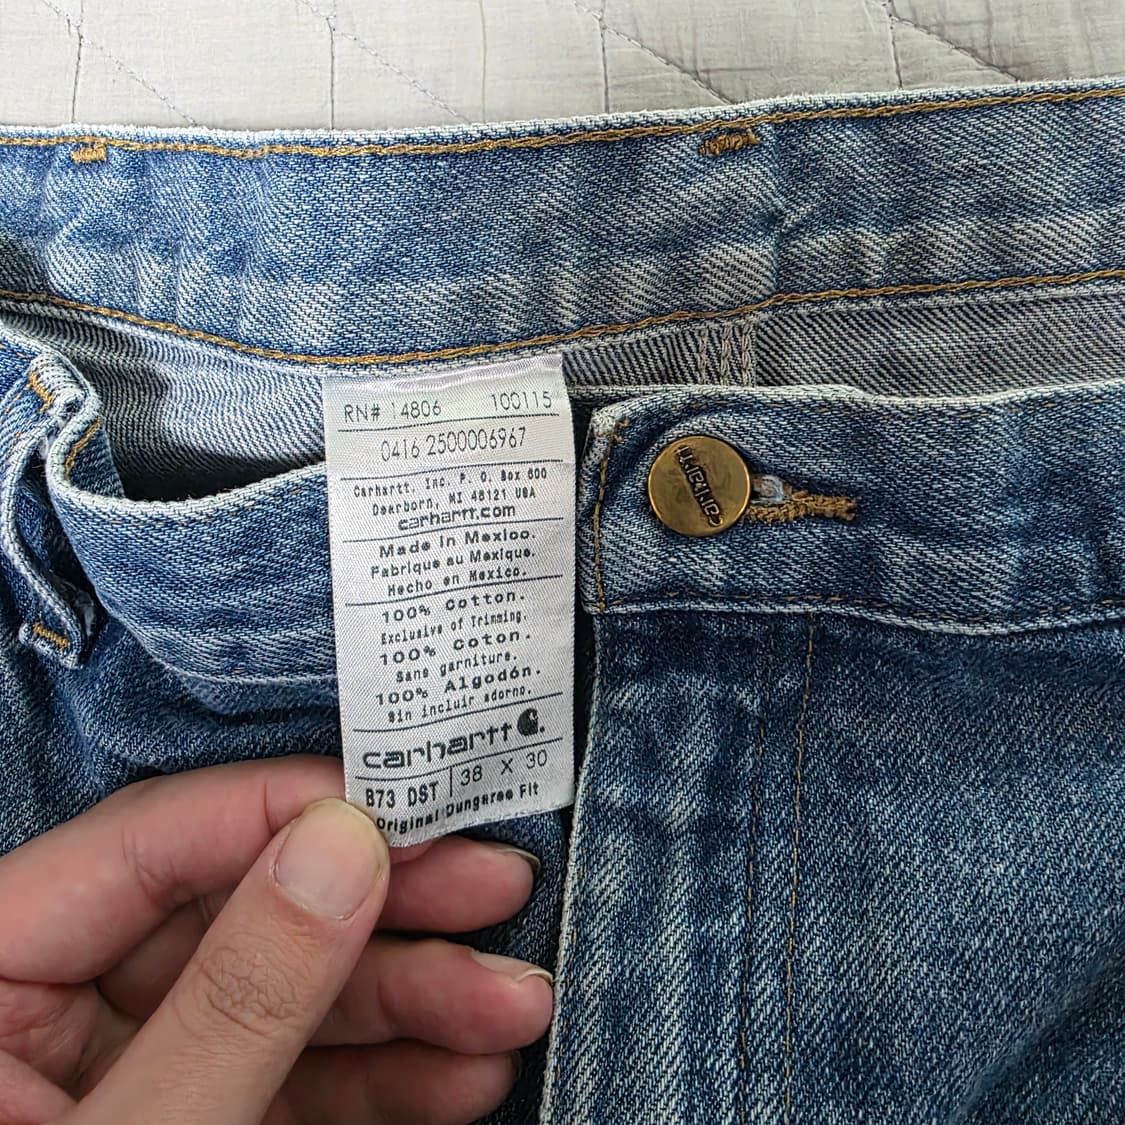 RN# 14806 100115
0416 2500006967
Carhartt, Inc. P. O. Box 600
Dearborn, MI 48121 USA
carhartt.com
Made in Mexico.
Fabriqué au Mexique.
Hecho en Mexico.
100% Cotton.
Exclusive of Trimming.
100% Coton.
Sans garniture.
100% Algodón.
Sin incluir adorno.
carhartt
B73 DST 38 X 30
Original Dungaree Fit
carhartt